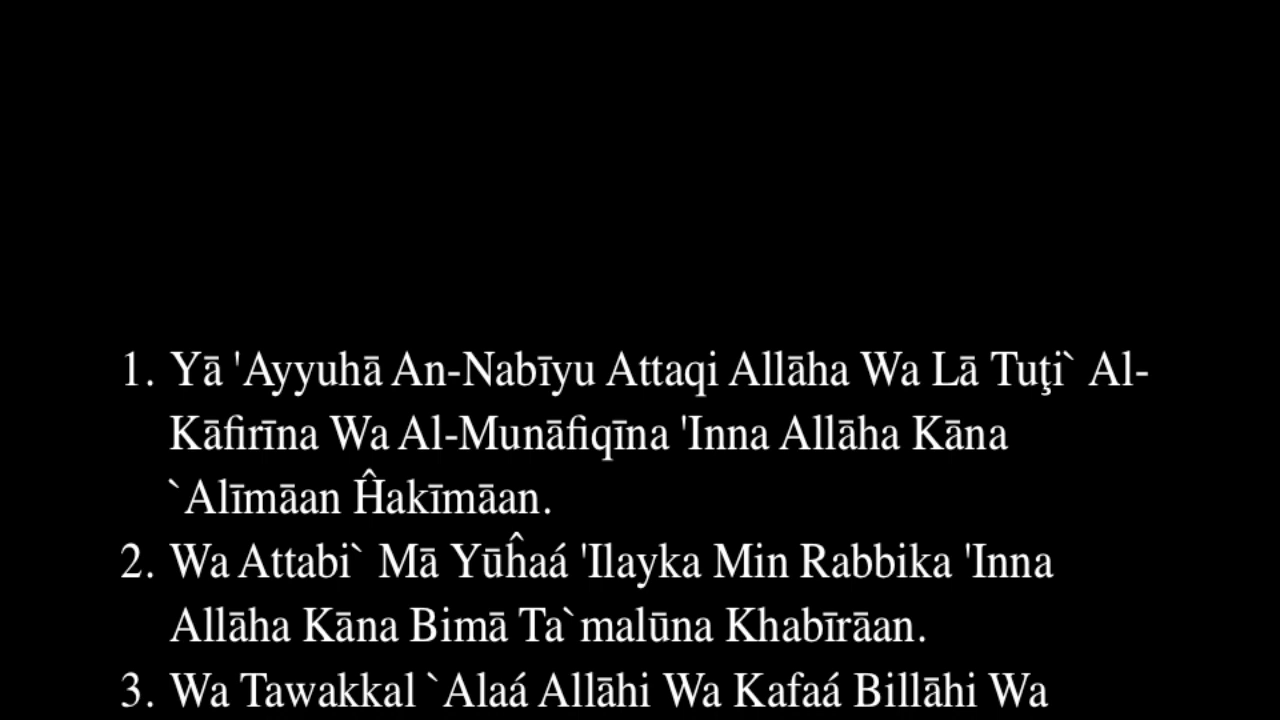 1. Yā 'Ayyuhā An-Nabīyu Attaqi Allāha Wa Lā Tuţi` Al-
Kāfirīna Wa Al-Munāfiqīna 'Inna Allāha Kāna
`Alīmāan Ĥakīmāan.
2. Wa Attabi` Mā Yūĥaá 'Ilayka Min Rabbika 'Inna
Allāha Kāna Bimā Ta`malūna Khabīrāan.
3. Wa Tawakkal `Alaá Allāhi Wa Kafaá Billāhi Wa